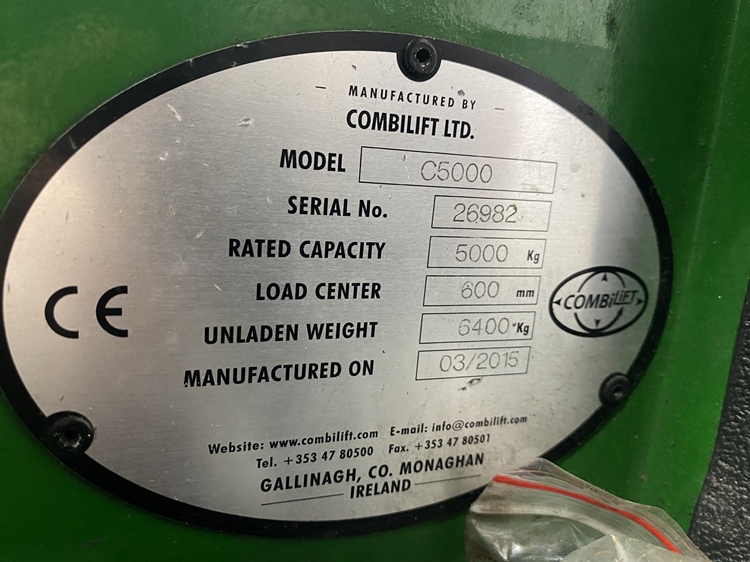 MANUFACTURED BY
COMBILIFT LTD.
MODEL C5000
SERIAL No. 26982
RATED CAPACITY 5000 Kg
LOAD CENTER 600 mm
COMBiLiFT
CE
UNLADEN WEIGHT 6400 Kg
MANUFACTURED ON 03/2015
Website: www.combilift.com E-mail: info@combilift.com
Tel. +353 47 80500 Fax. +353 47 80501
GALLINAGH, CO. MONAGHAN
IRELAND